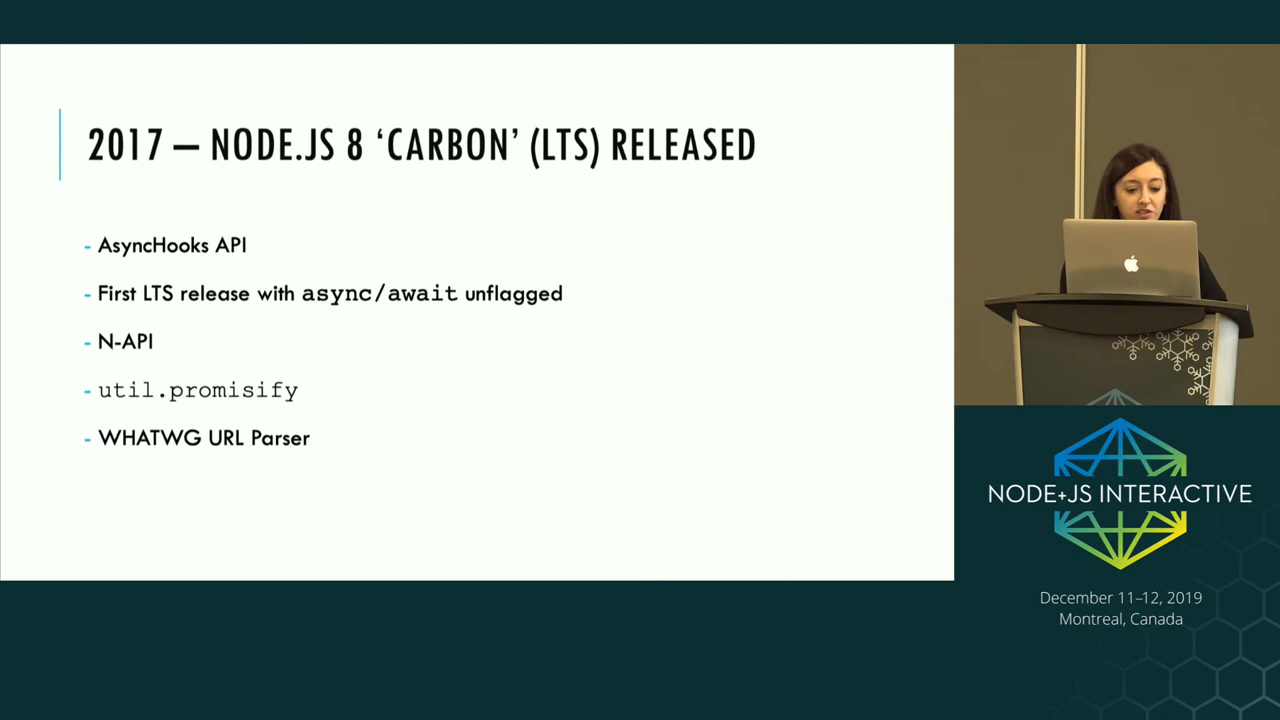 2017 — NODE.JS 8 ‘CARBON’ (LTS) RELEASED
- AsyncHooks API
- First LTS release with async/await unflagged
- N-API
- util.promisify
- WHATWG URL Parser
NODE+JS INTERACTIVE
December 11–12, 2019
Montreal, Canada